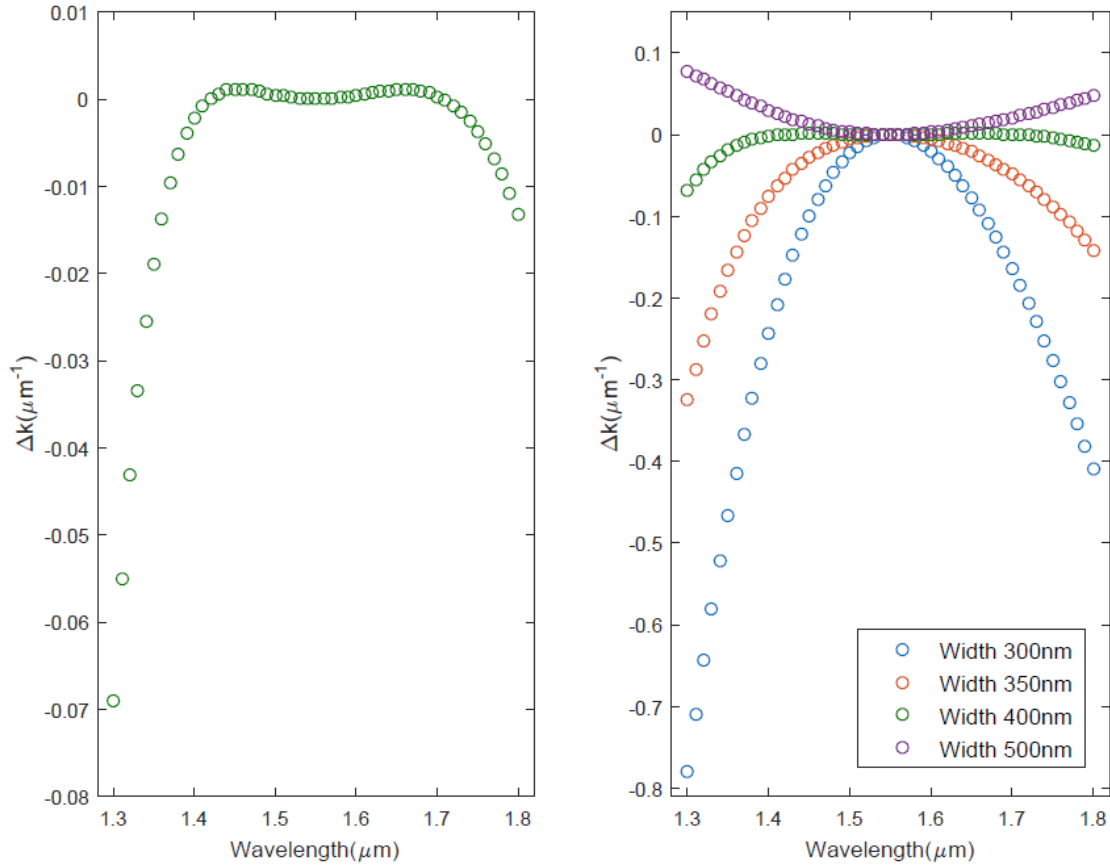 0.01
0
-0.01
-0.02
-0.03
-0.04
-0.05
-0.06
-0.07
-0.08
Δk(μm⁻¹)
1.3 1.4 1.5 1.6 1.7 1.8
Wavelength(μm)
0.1
0
-0.1
-0.2
-0.3
-0.4
-0.5
-0.6
-0.7
-0.8
Δk(μm⁻¹)
Width 300nm
Width 350nm
Width 400nm
Width 500nm
1.3 1.4 1.5 1.6 1.7 1.8
Wavelength(μm)